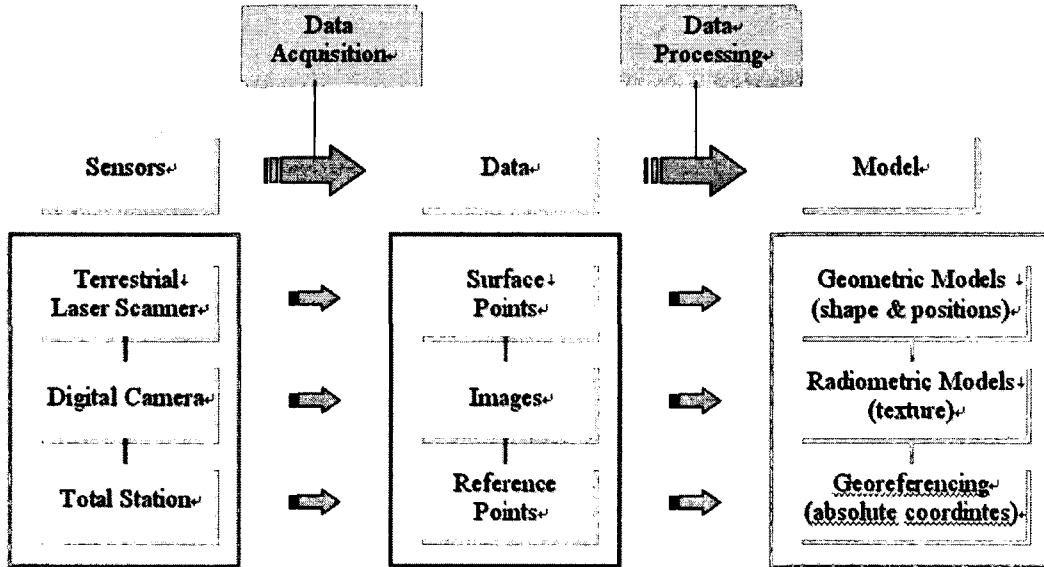 Data
Acquisition
Data
Processing
Sensors
Data
Model
Terrestrial
Laser Scanner
Surface
Points
Geometric Models
(shape & positions)
Digital Camera
Images
Radiometric Models
(texture)
Total Station
Reference
Points
Georeferencing
(absolute coordintes)